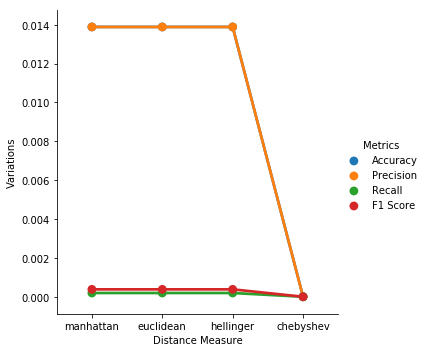 0.014
0.012
0.010
0.008
0.006
0.004
0.002
0.000
Variations
manhattan euclidean hellinger chebyshev
Distance Measure
Metrics
Accuracy
Precision
Recall
F1 Score